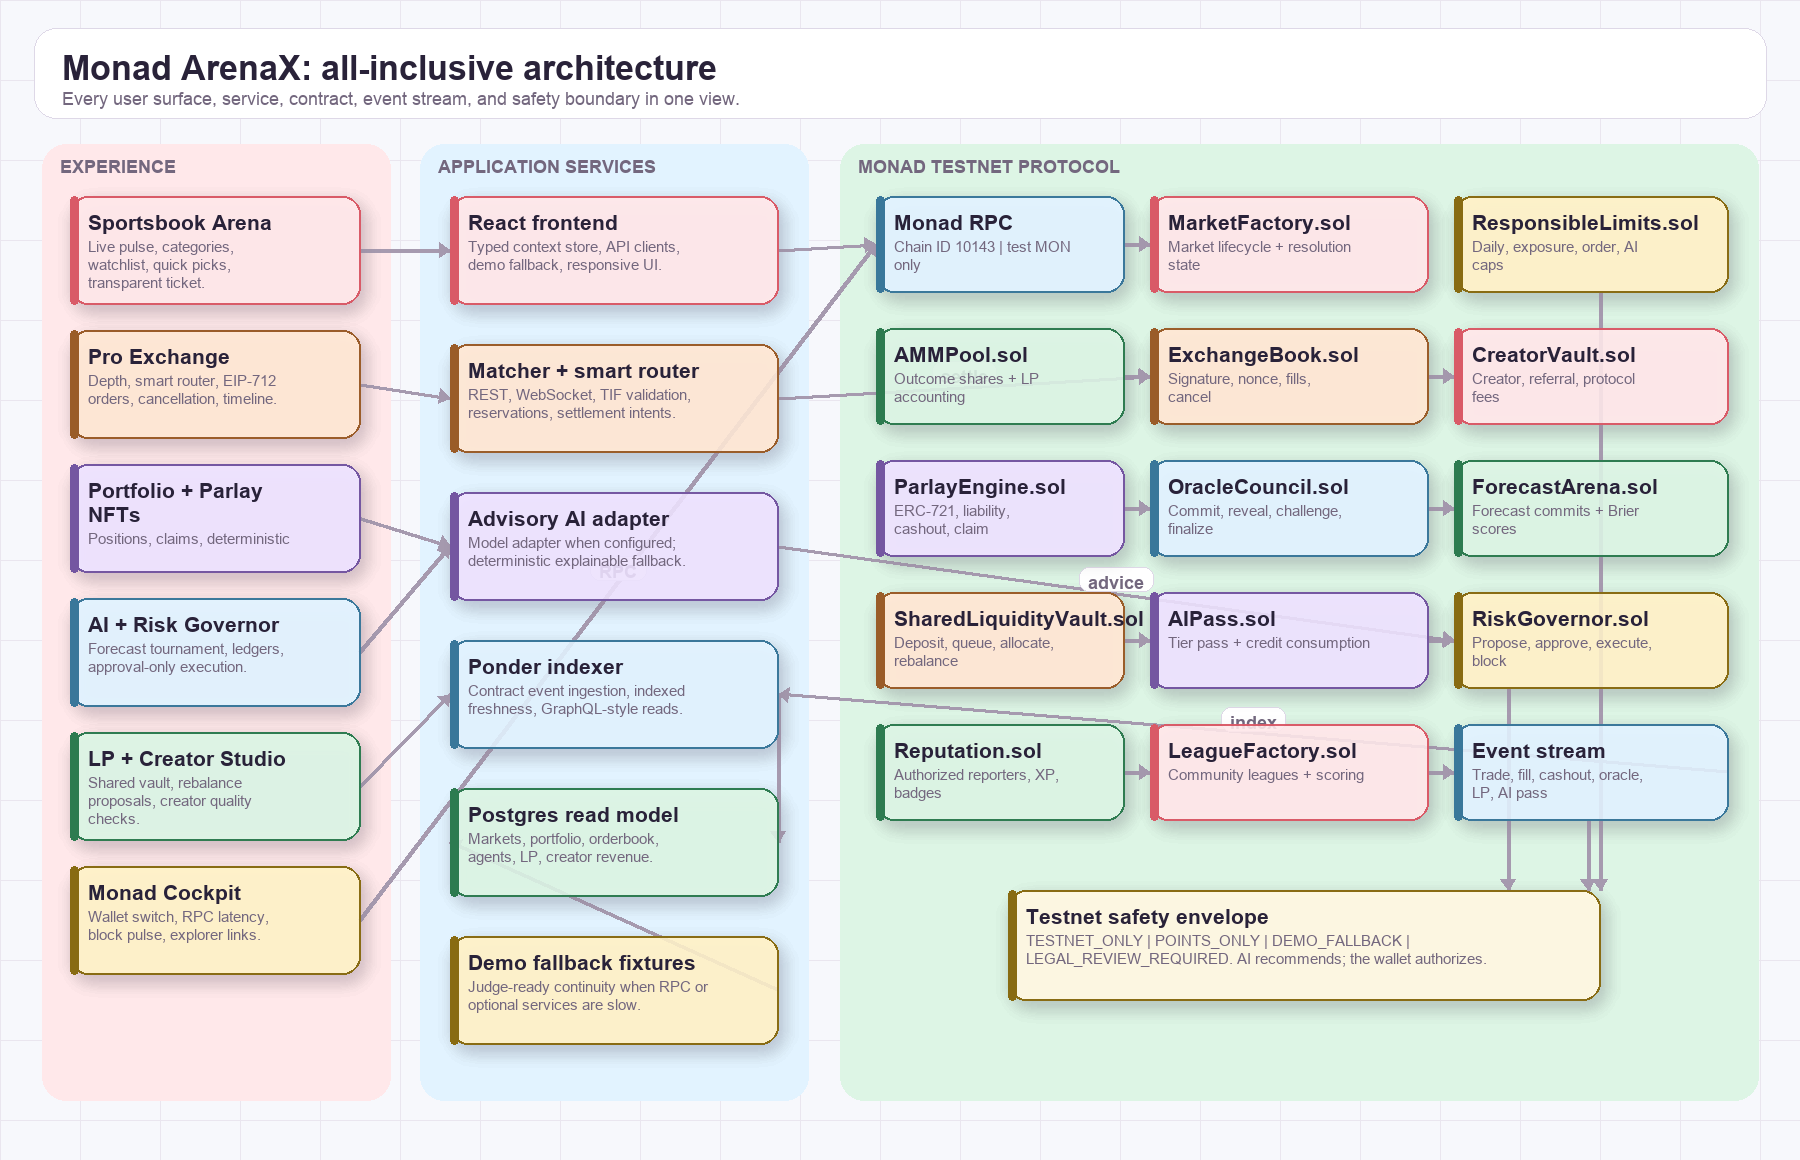 Monad ArenaX: all-inclusive architecture
Every user surface, service, contract, event stream, and safety boundary in one view.
EXPERIENCE
Sportsbook Arena
Live pulse, categories,
watchlist, quick picks,
transparent ticket.
Pro Exchange
Depth, smart router, EIP-712
orders, cancellation, timeline.
Portfolio + Parlay
NFTs
Positions, claims, deterministic
AI + Risk Governor
Forecast tournament, ledgers,
approval-only execution.
LP + Creator Studio
Shared vault, rebalance
proposals, creator quality
checks.
Monad Cockpit
Wallet switch, RPC latency,
block pulse, explorer links.
APPLICATION SERVICES
React frontend
Typed context store, API clients,
demo fallback, responsive UI.
Matcher + smart router
REST, WebSocket, TIF validation,
reservations, settlement intents.
Advisory AI adapter
Model adapter when configured;
deterministic explainable fallback.
RPC
Ponder indexer
Contract event ingestion, indexed
freshness, GraphQL-style reads.
Postgres read model
Markets, portfolio, orderbook,
agents, LP, creator revenue.
Demo fallback fixtures
Judge-ready continuity when RPC or
optional services are slow.
MONAD TESTNET PROTOCOL
Monad RPC
Chain ID 10143 | test MON
only
MarketFactory.sol
Market lifecycle + resolution
state
ResponsibleLimits.sol
Daily, exposure, order, AI
caps
AMMPool.sol
Outcome shares + LP
accounting
ExchangeBook.sol
Signature, nonce, fills,
cancel
CreatorVault.sol
Creator, referral, protocol
fees
ParlayEngine.sol
ERC-721, liability,
cashout, claim
OracleCouncil.sol
Commit, reveal, challenge,
finalize
ForecastArena.sol
Forecast commits + Brier
scores
advice
SharedLiquidityVault.sol
Deposit, queue, allocate,
rebalance
AIPass.sol
Tier pass + credit consumption
RiskGovernor.sol
Propose, approve, execute,
block
index
Reputation.sol
Authorized reporters, XP,
badges
LeagueFactory.sol
Community leagues + scoring
Event stream
Trade, fill, cashout, oracle,
LP, AI pass
Testnet safety envelope
TESTNET_ONLY | POINTS_ONLY | DEMO_FALLBACK |
LEGAL_REVIEW_REQUIRED. AI recommends; the wallet authorizes.